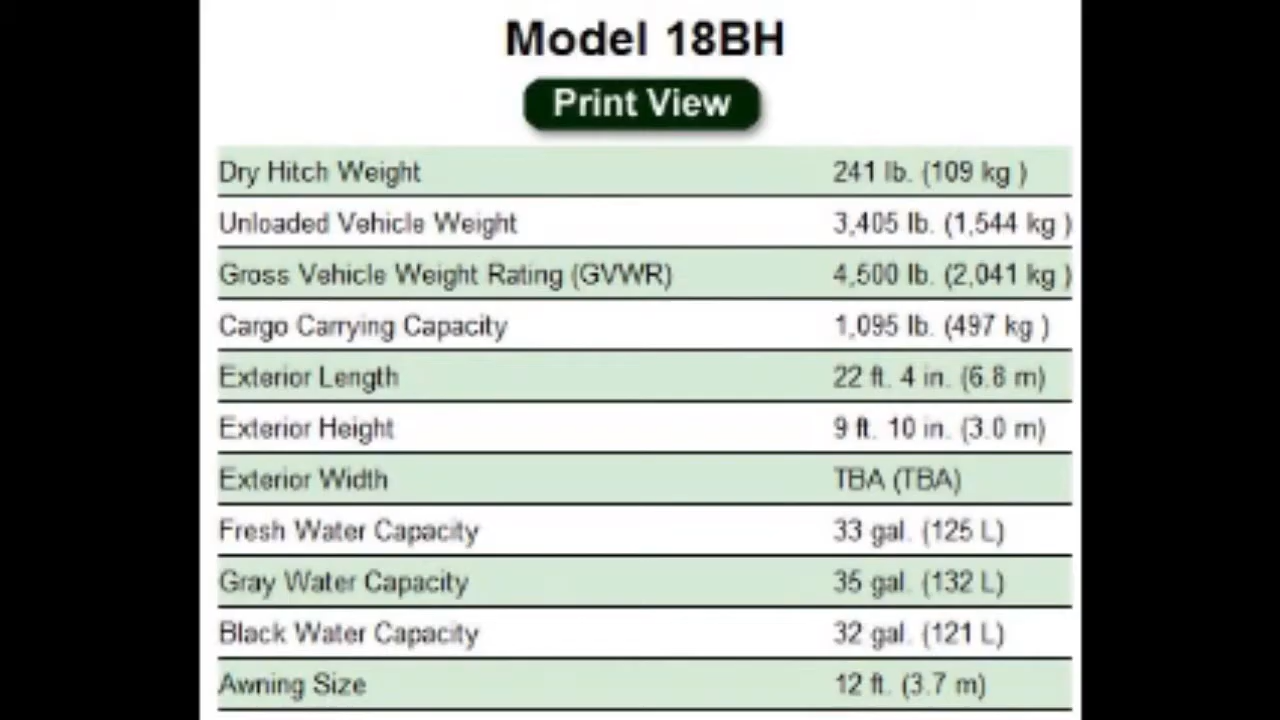 Model 18BH
Print View
Dry Hitch Weight 241 lb. (109 kg )
Unloaded Vehicle Weight 3,405 lb. (1,544 kg )
Gross Vehicle Weight Rating (GVWR) 4,500 lb. (2,041 kg )
Cargo Carrying Capacity 1,095 lb. (497 kg )
Exterior Length 22 ft. 4 in. (6.8 m)
Exterior Height 9 ft. 10 in. (3.0 m)
Exterior Width TBA (TBA)
Fresh Water Capacity 33 gal. (125 L)
Gray Water Capacity 35 gal. (132 L)
Black Water Capacity 32 gal. (121 L)
Awning Size 12 ft. (3.7 m)